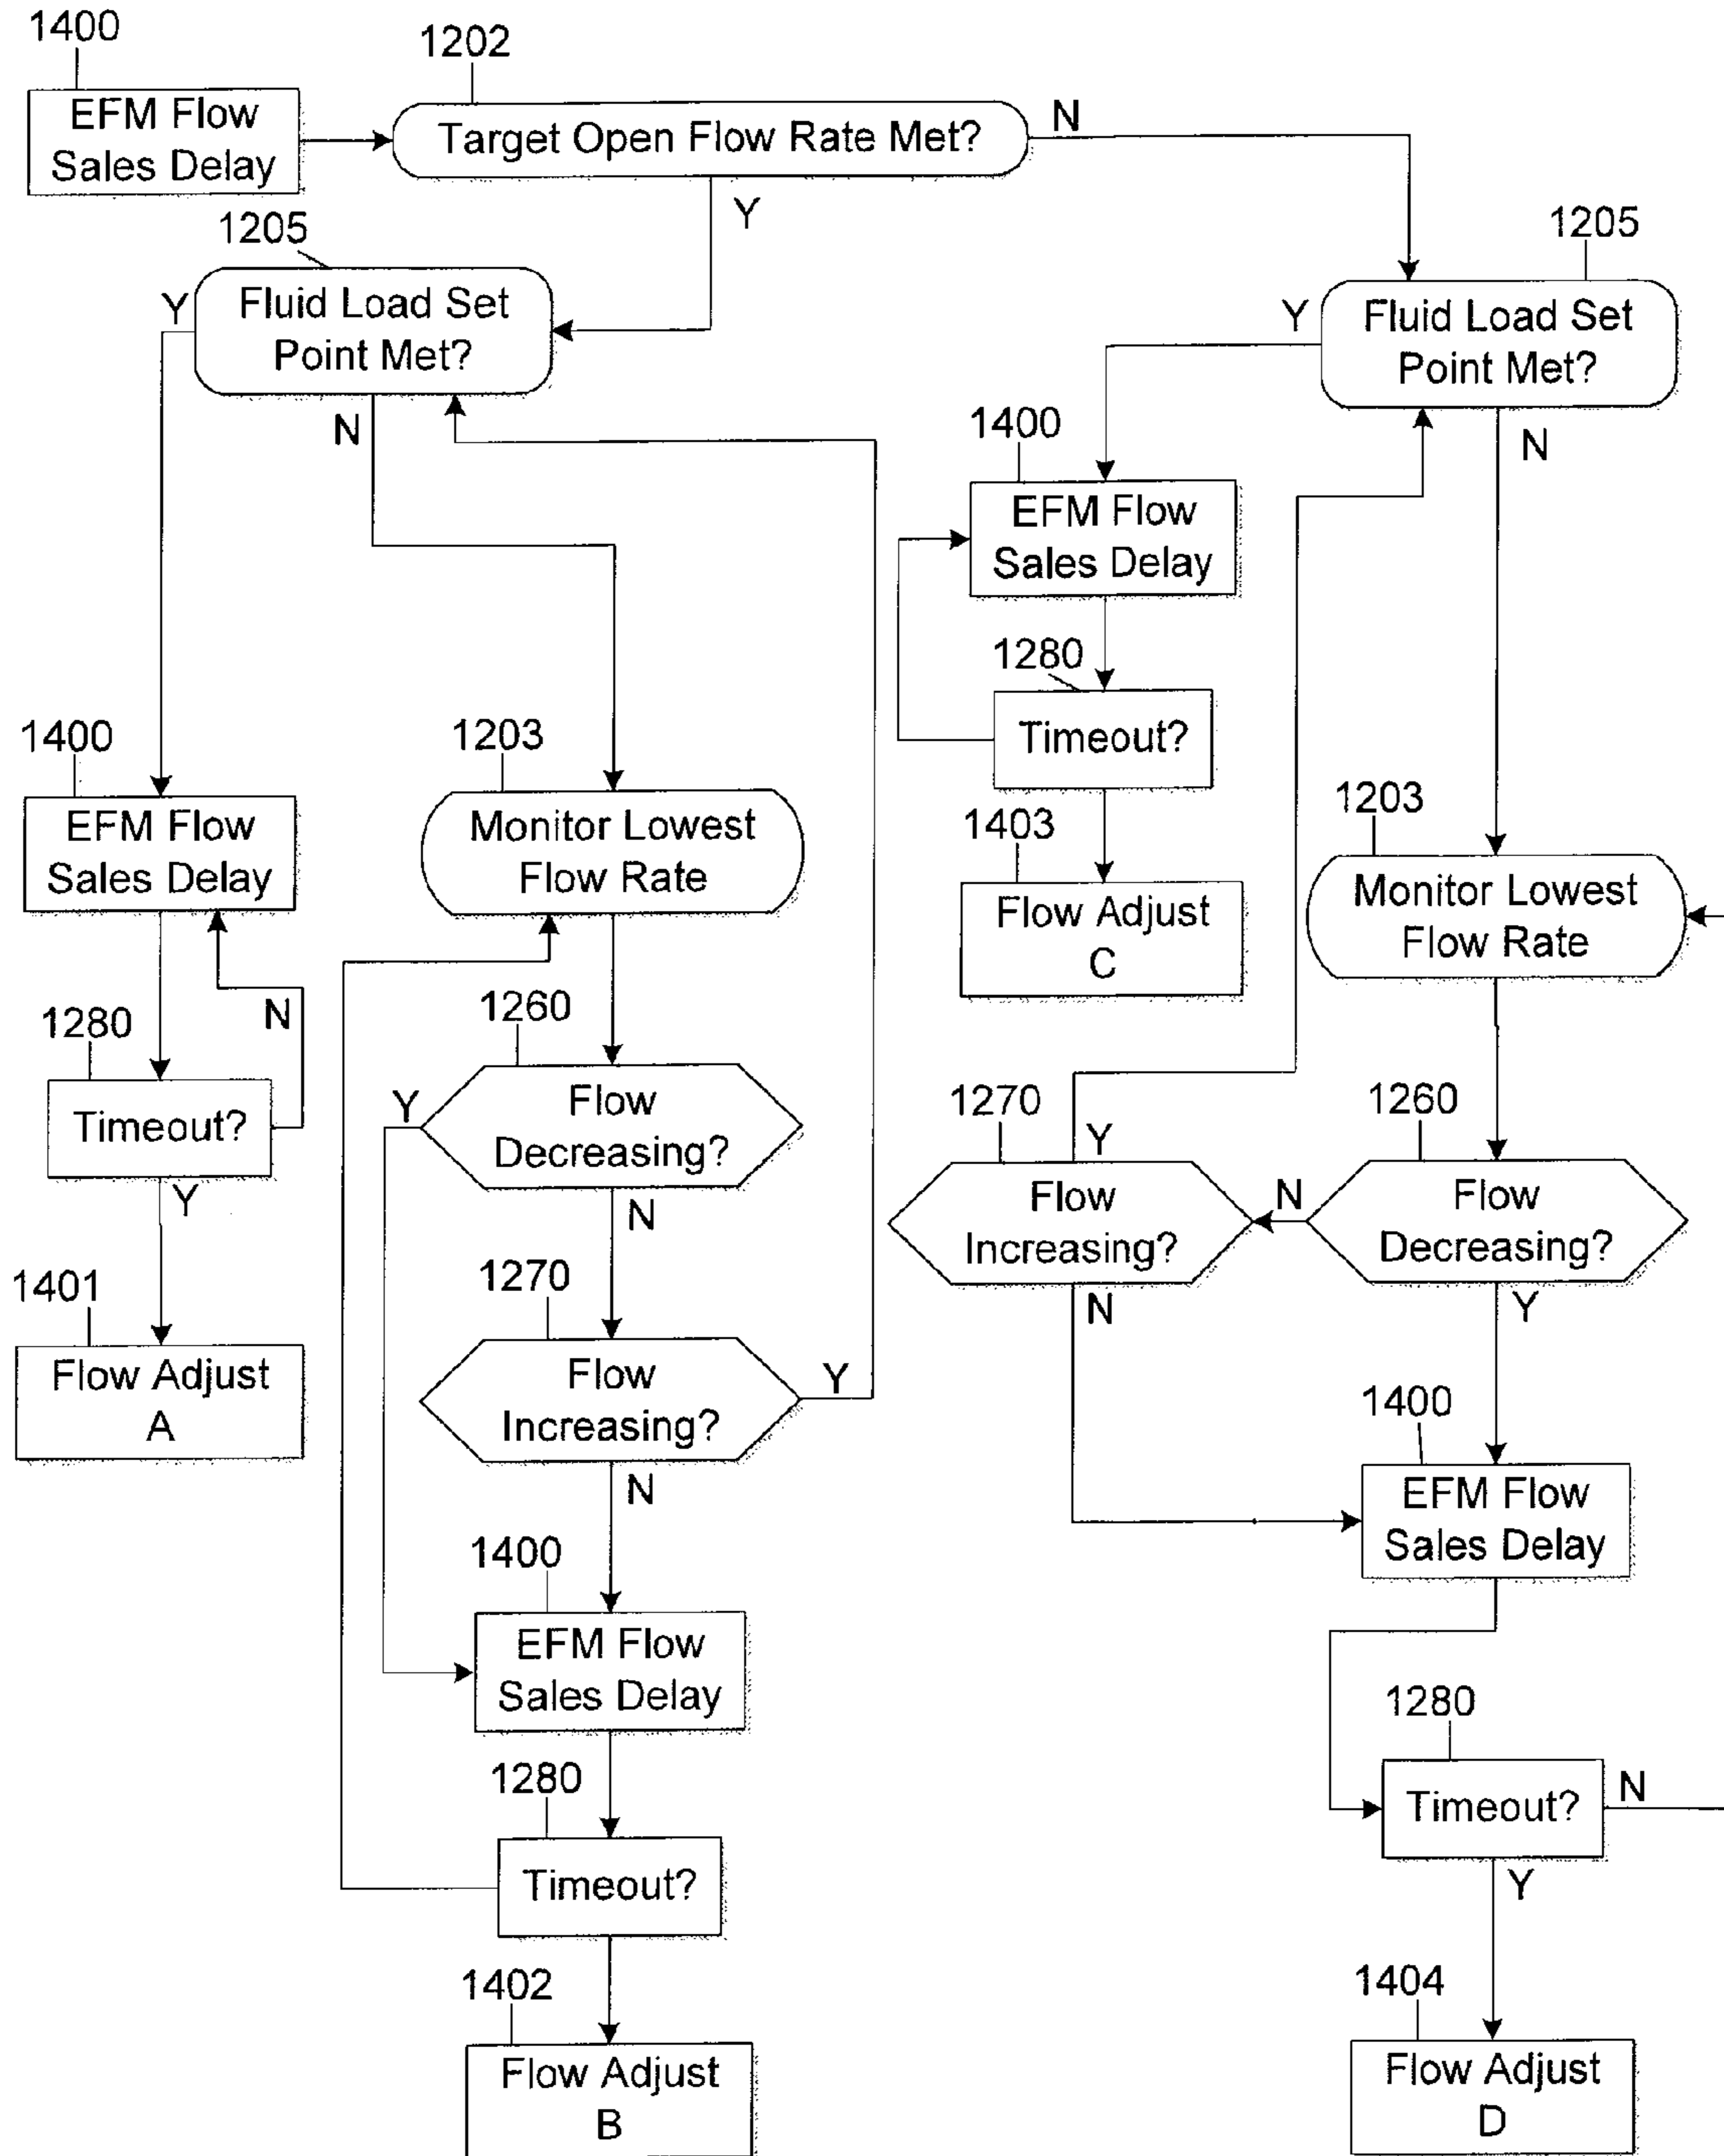 1400
EFM Flow
Sales Delay
1202
Target Open Flow Rate Met?
N
Y
1205
Fluid Load Set
Point Met?
Y
N
1205
Fluid Load Set
Point Met?
Y
N
1400
EFM Flow
Sales Delay
1280
Timeout?
1403
Flow Adjust
C
1400
EFM Flow
Sales Delay
1280
Timeout?
N
Y
1401
Flow Adjust
A
1203
Monitor Lowest
Flow Rate
1260
Flow
Decreasing?
Y
N
1270
Flow
Increasing?
Y
N
1400
EFM Flow
Sales Delay
1280
Timeout?
1402
Flow Adjust
B
1203
Monitor Lowest
Flow Rate
1260
Flow
Decreasing?
N
Y
1270
Flow
Increasing?
Y
N
1400
EFM Flow
Sales Delay
1280
Timeout?
N
Y
1404
Flow Adjust
D